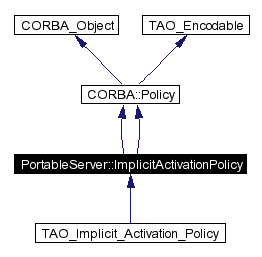 CORBA_Object
TAO_Encodable
CORBA::Policy
PortableServer::ImplicitActivationPolicy
TAO_Implicit_Activation_Policy